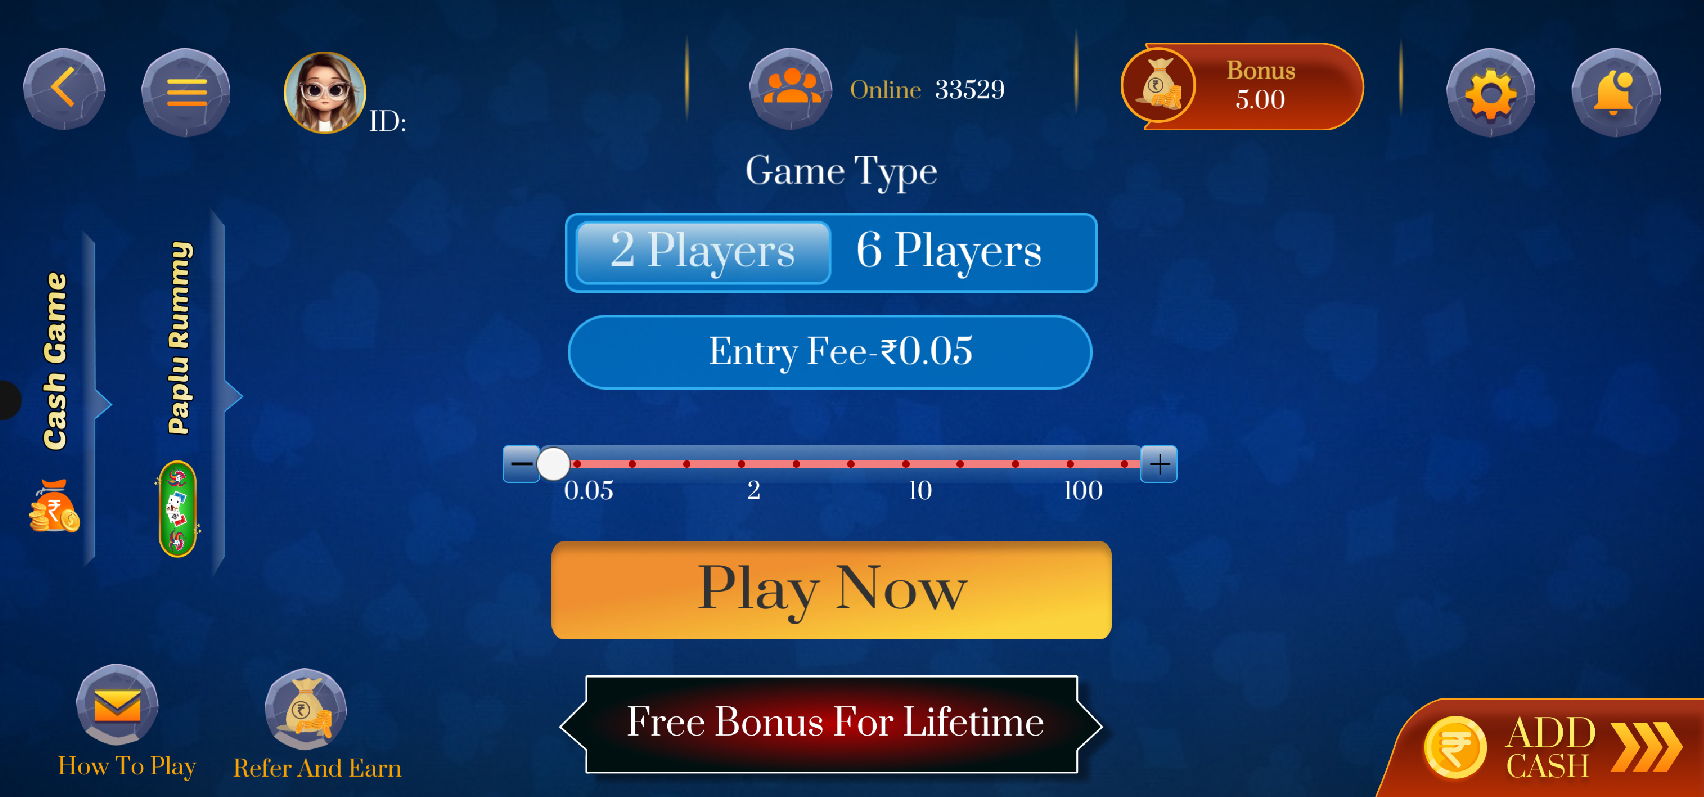 ID:
Online 33529
Bonus
5.00
Game Type
2 Players
6 Players
Entry Fee-₹0.05
Cash Game
Paplu Rummy
0.05
2
10
100
Play Now
Free Bonus For Lifetime
How To Play
Refer And Earn
ADD
CASH